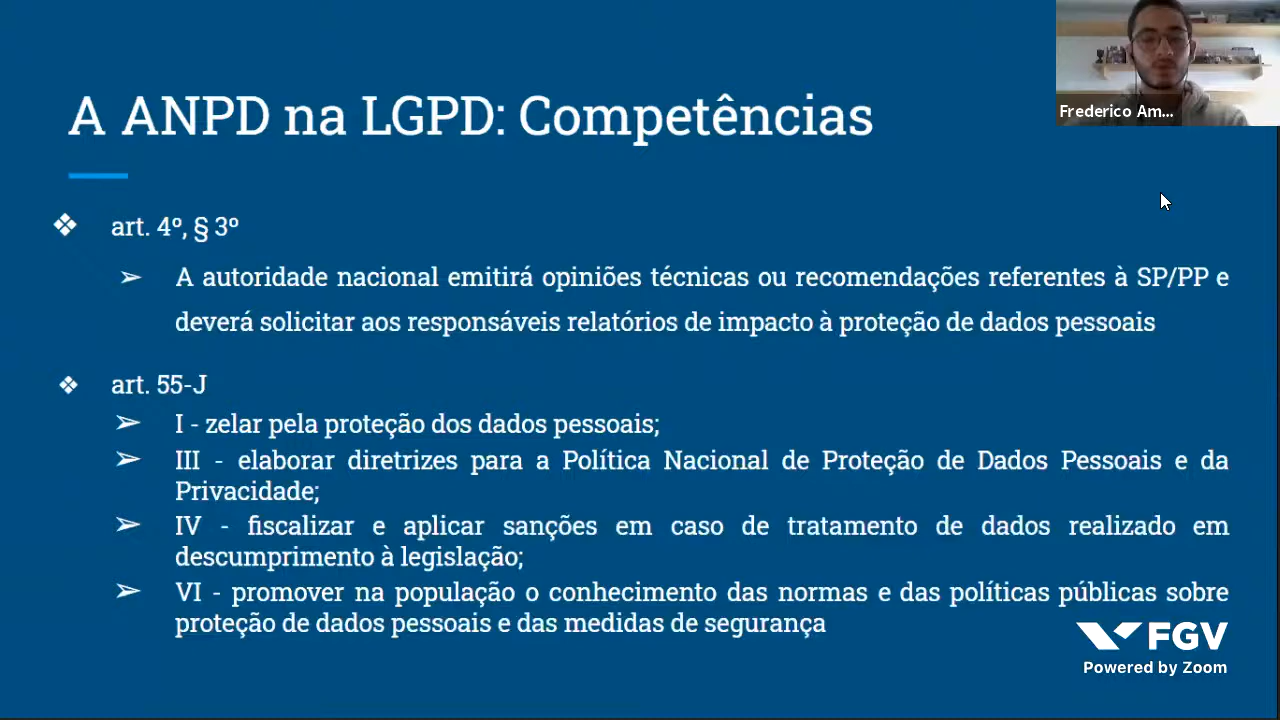 A ANPD na LGPD: Competências
Frederico Am...
❖ art. 4º, § 3º
➢ A autoridade nacional emitirá opiniões técnicas ou recomendações referentes à SP/PP e
deverá solicitar aos responsáveis relatórios de impacto à proteção de dados pessoais
❖ art. 55-J
➢ I - zelar pela proteção dos dados pessoais;
➢ III - elaborar diretrizes para a Política Nacional de Proteção de Dados Pessoais e da
Privacidade;
➢ IV - fiscalizar e aplicar sanções em caso de tratamento de dados realizado em
descumprimento à legislação;
➢ VI - promover na população o conhecimento das normas e das políticas públicas sobre
proteção de dados pessoais e das medidas de segurança
FGV
Powered by Zoom